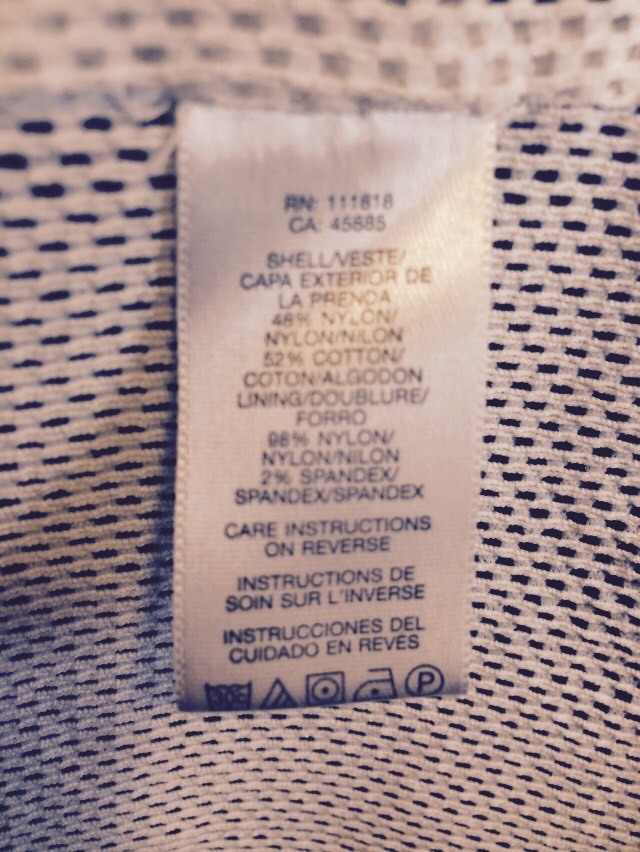 RN: 111818
CA: 45885
SHELL/VESTE/
CAPA EXTERIOR DE
LA PRENDA
48% NYLON/
NYLON/NILON
52% COTTON/
COTON/ALGODON
LINING/DOUBLURE/
FORRO
98% NYLON/
NYLON/NILON
2% SPANDEX/
SPANDEX/SPANDEX
CARE INSTRUCTIONS
ON REVERSE
INSTRUCTIONS DE
SOIN SUR L'INVERSE
INSTRUCCIONES DEL
CUIDADO EN REVÉS
P